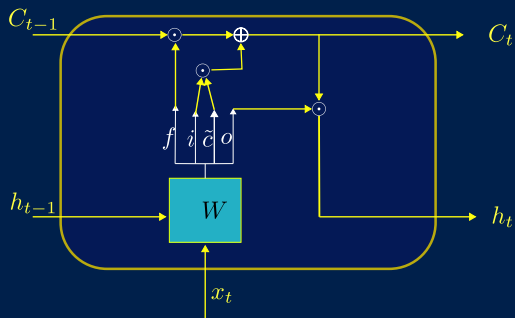 C_{t-1} C_t
f i c̃ o
h_{t-1} W h_t
x_t